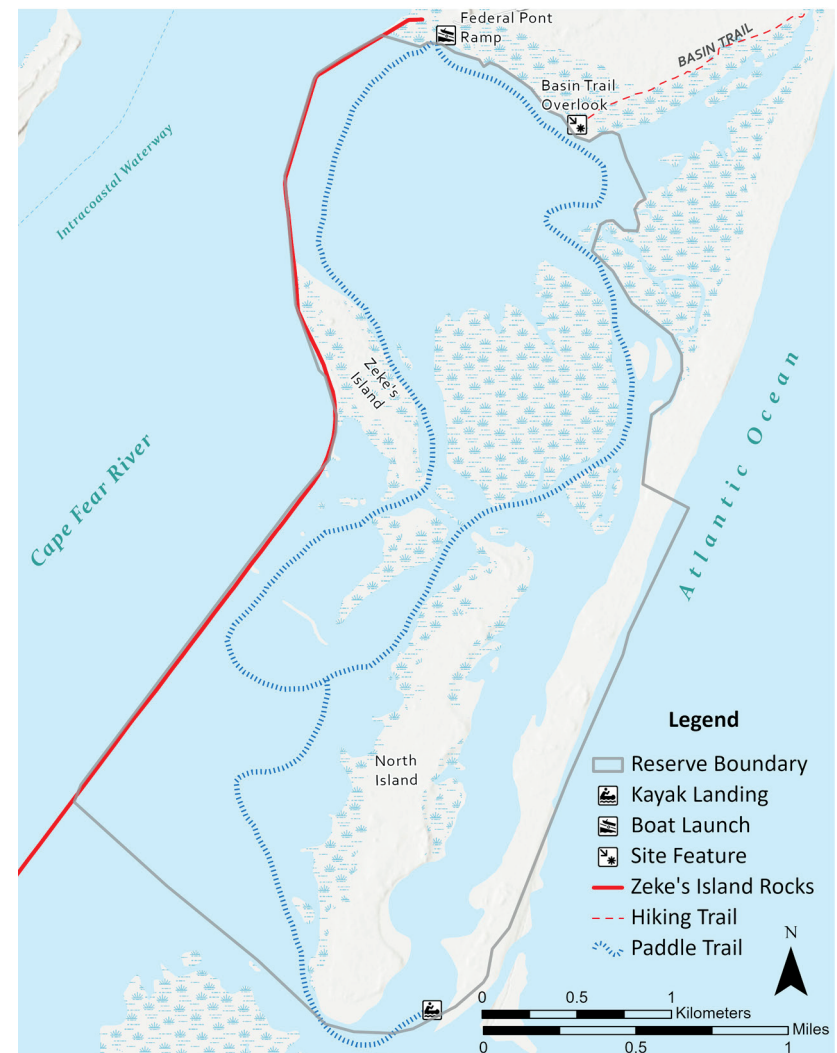 Federal Pont
Ramp
BASIN TRAIL
Basin Trail
Overlook
Intracoastal Waterway
Zeke's
Island
Cape Fear River
Atlantic Ocean
North
Island
Legend
Reserve Boundary
Kayak Landing
Boat Launch
Site Feature
Zeke's Island Rocks
Hiking Trail
Paddle Trail
N
0 0.5 1
Kilometers
Miles
0 0.5 1